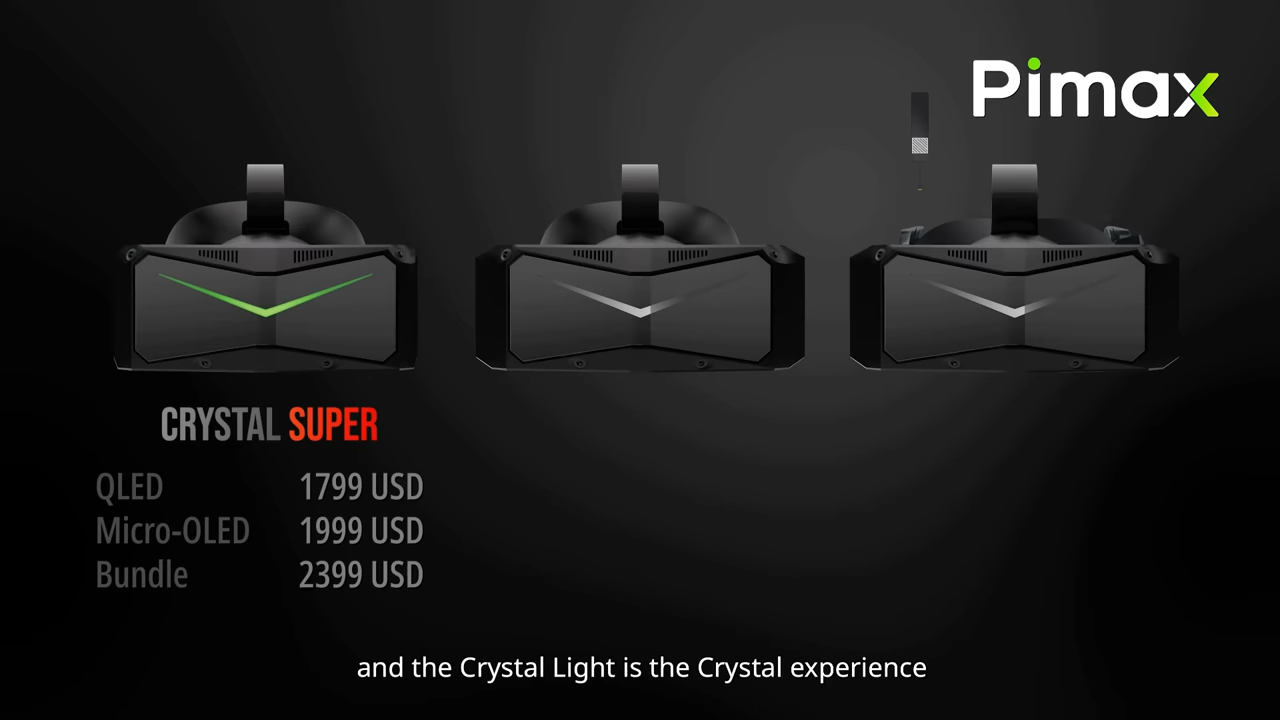 Pimax
CRYSTAL SUPER
QLED 1799 USD
Micro-OLED 1999 USD
Bundle 2399 USD
and the Crystal Light is the Crystal experience